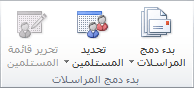 بدء دمج
المراسلات
تحديد
المستلمين
تحرير قائمة
المستلمين
بدء دمج المراسلات